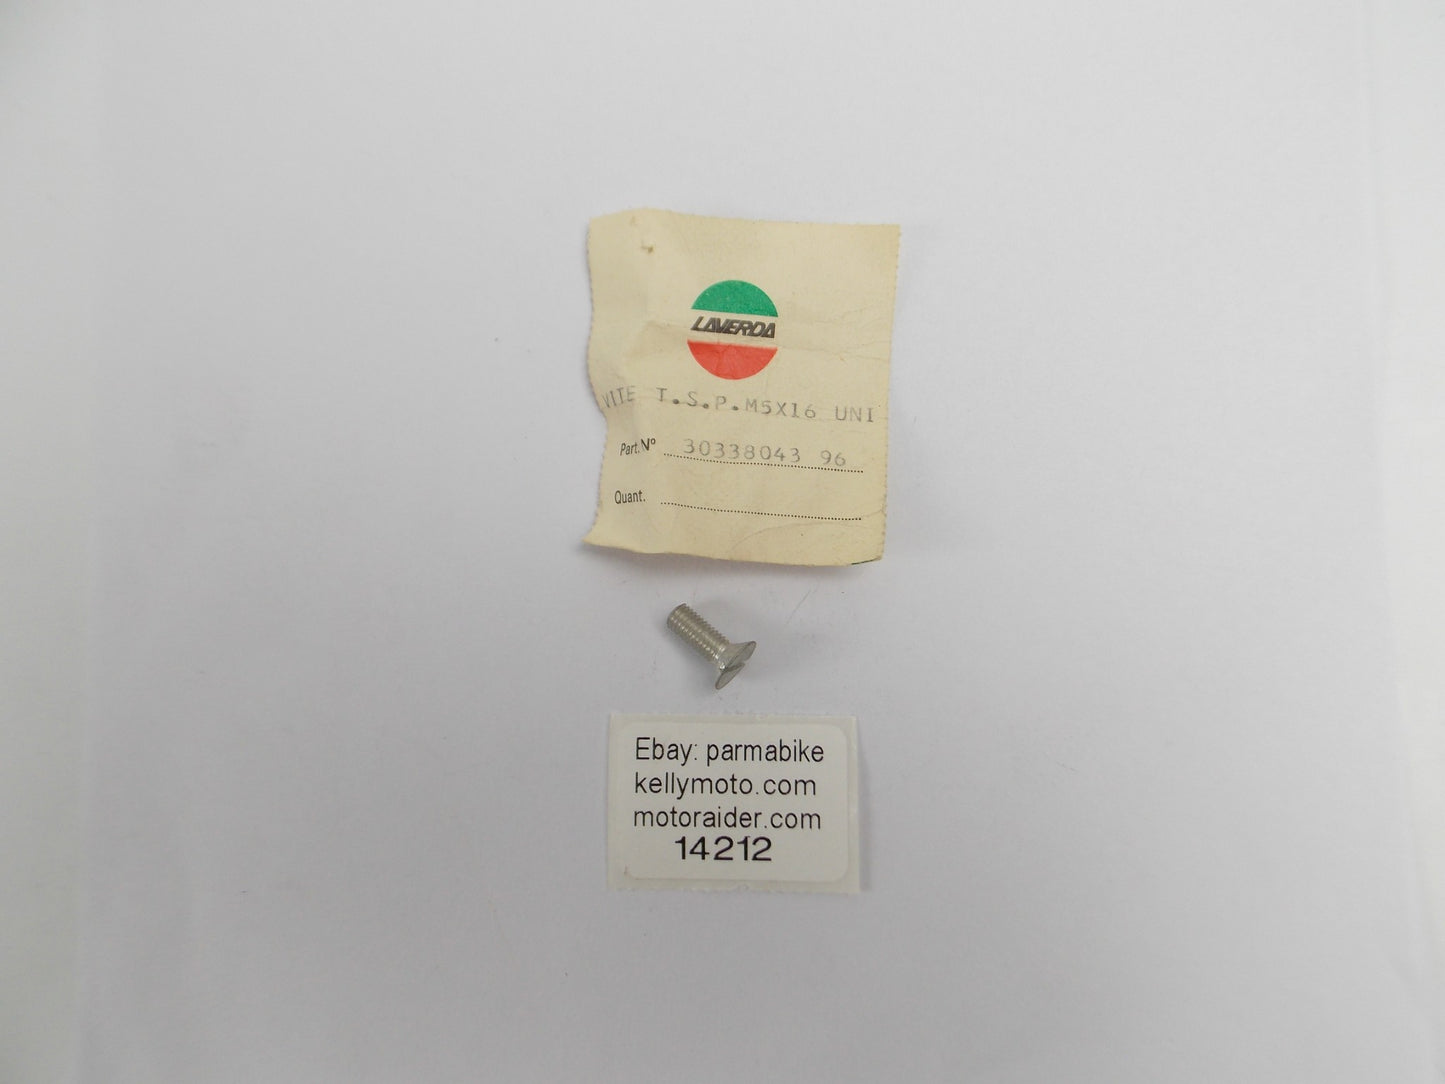 LAVERDA
VITE T.S.P.M5X16 UNI
Part.N° 30338043 96
Quant.
Ebay: parmabike
kellymoto.com
motoraider.com
14212